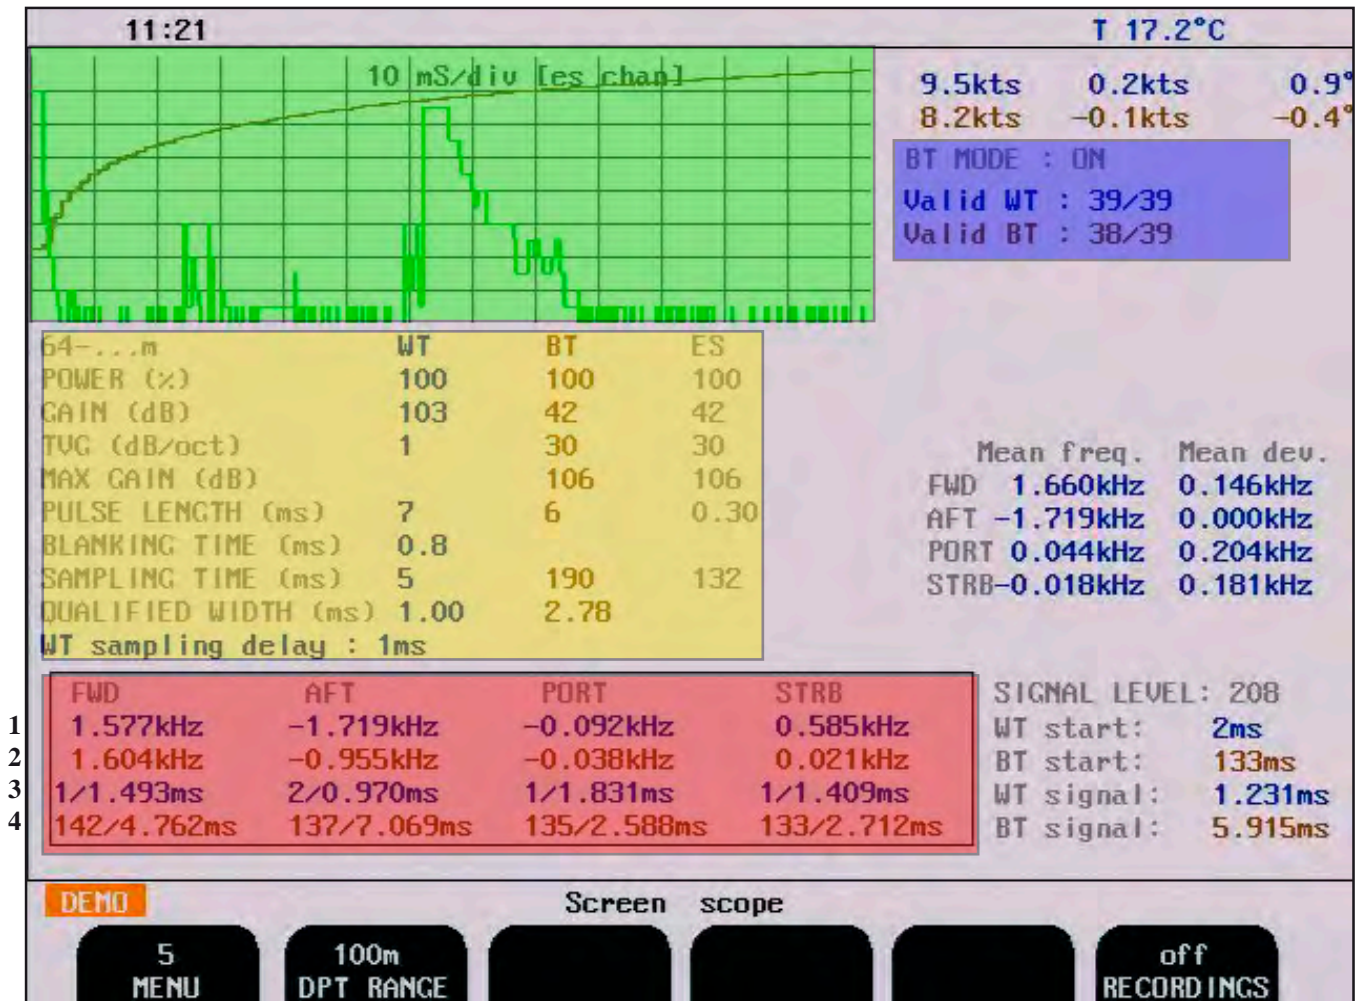 11:21 T 17.2°C
10 mS/div [es chan]
9.5kts 0.2kts 0.9°
8.2kts -0.1kts -0.4°
BT MODE : ON
Valid WT : 39/39
Valid BT : 38/39
64-...m WT BT ES
POWER (%) 100 100 100
GAIN (dB) 103 42 42
TVG (dB/oct) 1 30 30
MAX GAIN (dB) 106 106
PULSE LENGTH (ms) 7 6 0.30
BLANKING TIME (ms) 0.8
SAMPLING TIME (ms) 5 190 132
QUALIFIED WIDTH (ms) 1.00 2.78
WT sampling delay : 1ms
Mean freq. Mean dev.
FWD 1.660kHz 0.146kHz
AFT -1.719kHz 0.000kHz
PORT 0.044kHz 0.204kHz
STRB-0.018kHz 0.181kHz
FWD AFT PORT STRB
1 1.577kHz -1.719kHz -0.092kHz 0.585kHz
2 1.604kHz -0.955kHz -0.038kHz 0.021kHz
3 1/1.493ms 2/0.970ms 1/1.831ms 1/1.409ms
4 142/4.762ms 137/7.069ms 135/2.588ms 133/2.712ms
SIGNAL LEVEL: 208
WT start: 2ms
BT start: 133ms
WT signal: 1.231ms
BT signal: 5.915ms
DEMO Screen scope
5 100m off
MENU DPT RANGE RECORDINGS